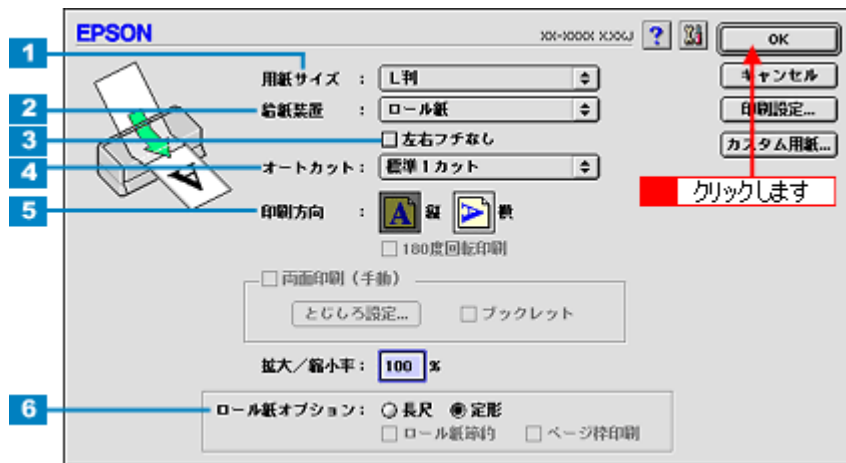 EPSON
XX-XXXX X.XXJ
?
OK
1
用紙サイズ : L判
キャンセル
2
給紙装置 : ロール紙
印刷設定...
3
左右フチなし
カスタム用紙...
4
オートカット: 標準1カット
クリックします
5
印刷方向 : 縦 横
180度回転印刷
両面印刷(手動)
とじしろ設定... ブックレット
拡大/縮小率: 100 %
6
ロール紙オプション: 長尺 定形
ロール紙節約 ページ枠印刷